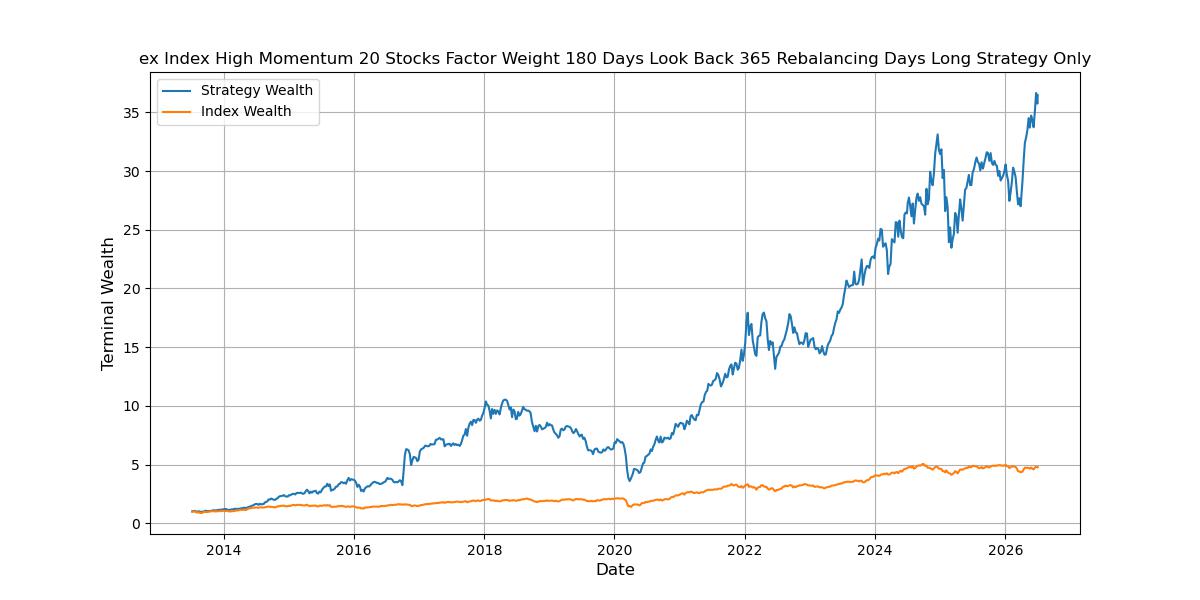 ex Index High Momentum 20 Stocks Factor Weight 180 Days Look Back 365 Rebalancing Days Long Strategy Only
Strategy Wealth
Index Wealth
Terminal Wealth
35
30
25
20
15
10
5
0
2014 2016 2018 2020 2022 2024 2026
Date